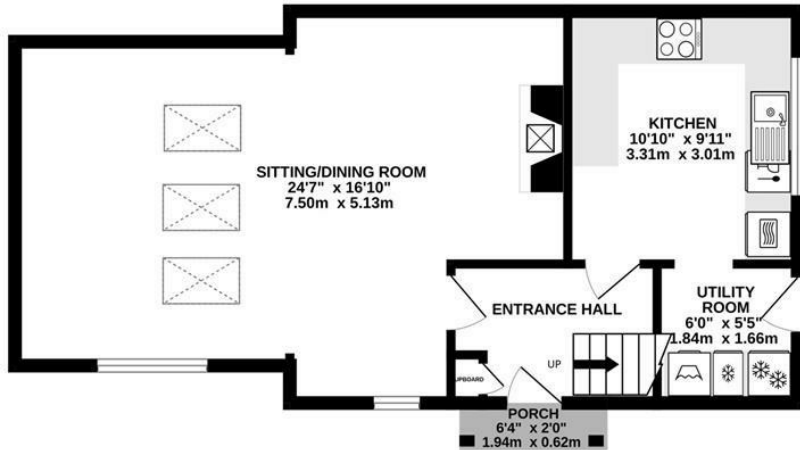 SITTING/DINING ROOM
24'7" x 16'10"
7.50m x 5.13m
KITCHEN
10'10" x 9'11"
3.31m x 3.01m
ENTRANCE HALL
UTILITY
ROOM
6'0" x 5'5"
1.84m x 1.66m
UP
UPBOARD
PORCH
6'4" x 2'0"
1.94m x 0.62m